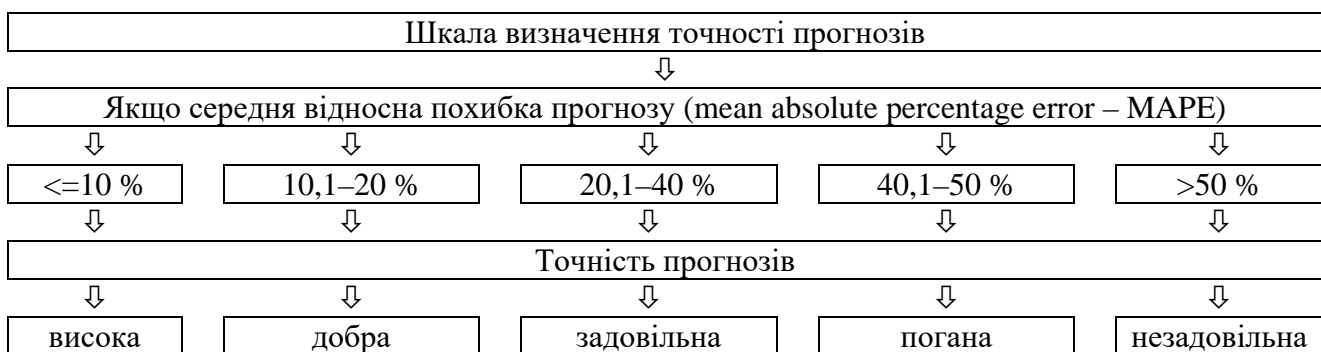 Шкала визначення точності прогнозів
⇩
Якщо середня відносна похибка прогнозу (mean absolute percentage error – MAPE)
⇩ ⇩ ⇩ ⇩ ⇩
<=10 % 10,1–20 % 20,1–40 % 40,1–50 % >50 %
⇩ ⇩ ⇩ ⇩ ⇩
Точність прогнозів
⇩ ⇩ ⇩ ⇩ ⇩
висока добра задовільна погана незадовільна